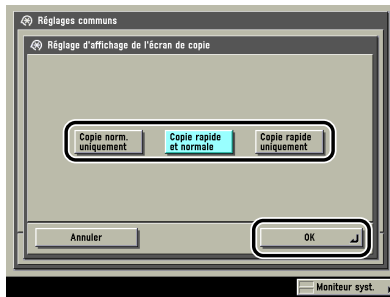 Réglages communs
Réglage d'affichage de l'écran de copie
Copie norm.
uniquement
Copie rapide
et normale
Copie rapide
uniquement
Annuler
OK
Moniteur syst.